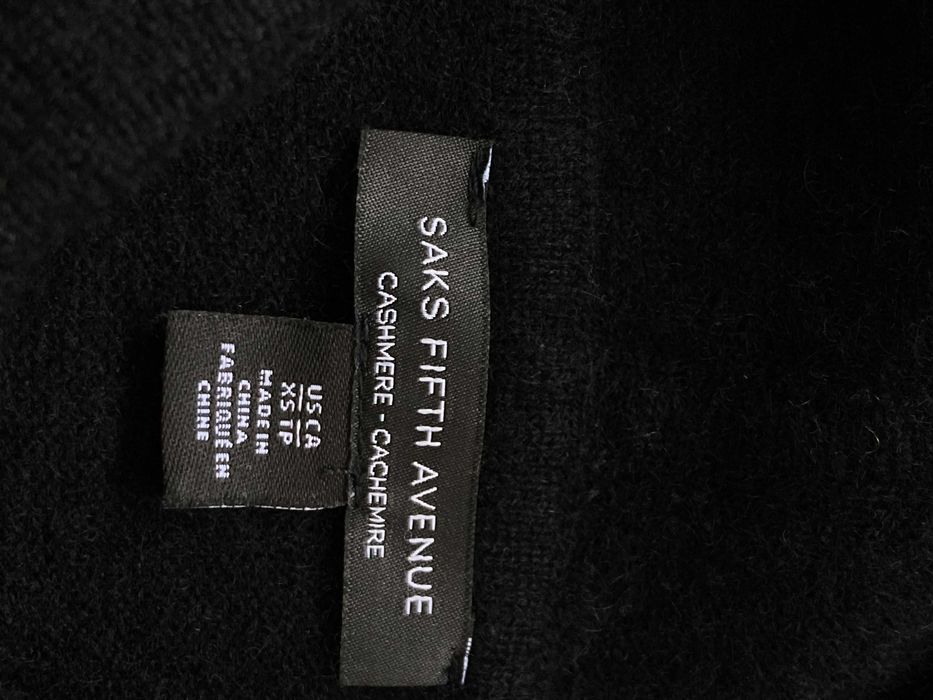 SAKS FIFTH AVENUE
CASHMERE - CACHEMIRE
US CA
XS TP
MADE IN
CHINA
FABRIQUÉ EN
CHINE